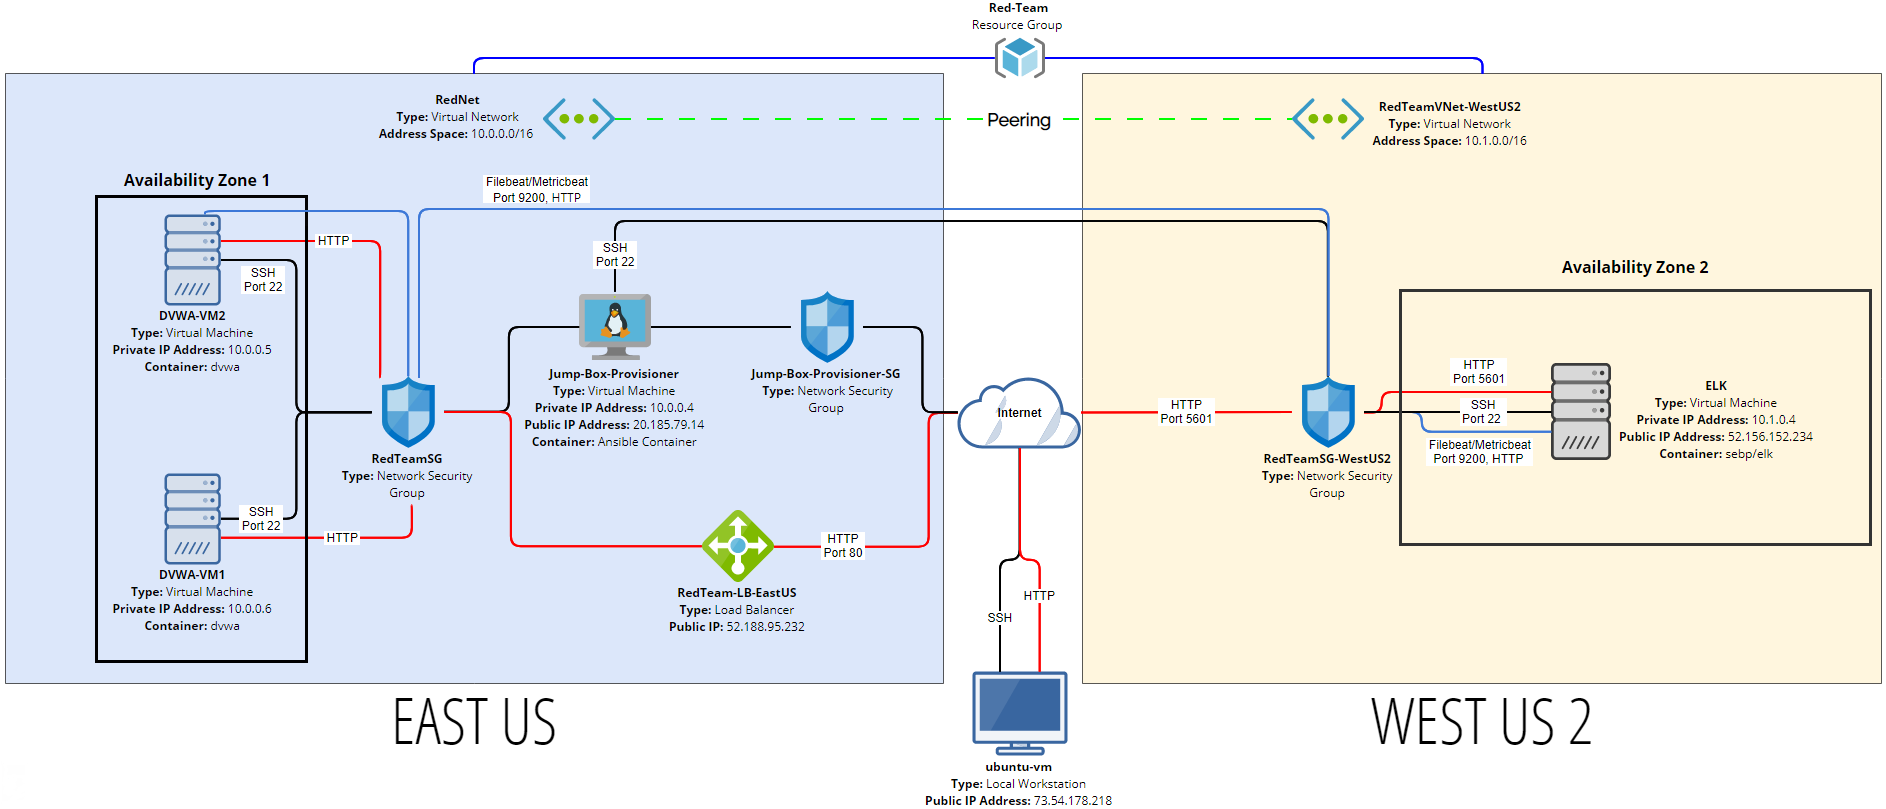 Red-Team
Resource Group
RedNet
Type: Virtual Network
Address Space: 10.0.0.0/16
Peering
RedTeamVNet-WestUS2
Type: Virtual Network
Address Space: 10.1.0.0/16
Availability Zone 1
Filebeat/Metricbeat
Port 9200, HTTP
HTTP
SSH
Port 22
SSH
Port 22
Availability Zone 2
DVWA-VM2
Type: Virtual Machine
Private IP Address: 10.0.0.5
Container: dvwa
Jump-Box-Provisioner
Type: Virtual Machine
Private IP Address: 10.0.0.4
Public IP Address: 20.185.79.14
Container: Ansible Container
Jump-Box-Provisioner-SG
Type: Network Security
Group
Internet
HTTP
Port 5601
HTTP
Port 5601
SSH
Port 22
Filebeat/Metricbeat
Port 9200, HTTP
ELK
Type: Virtual Machine
Private IP Address: 10.1.0.4
Public IP Address: 52.156.152.234
Container: sebp/elk
RedTeamSG
Type: Network Security
Group
RedTeamSG-WestUS2
Type: Network Security
Group
SSH
Port 22
HTTP
HTTP
Port 80
DVWA-VM1
Type: Virtual Machine
Private IP Address: 10.0.0.6
Container: dvwa
RedTeam-LB-EastUS
Type: Load Balancer
Public IP: 52.188.95.232
HTTP
SSH
EAST US
WEST US 2
ubuntu-vm
Type: Local Workstation
Public IP Address: 73.54.178.218